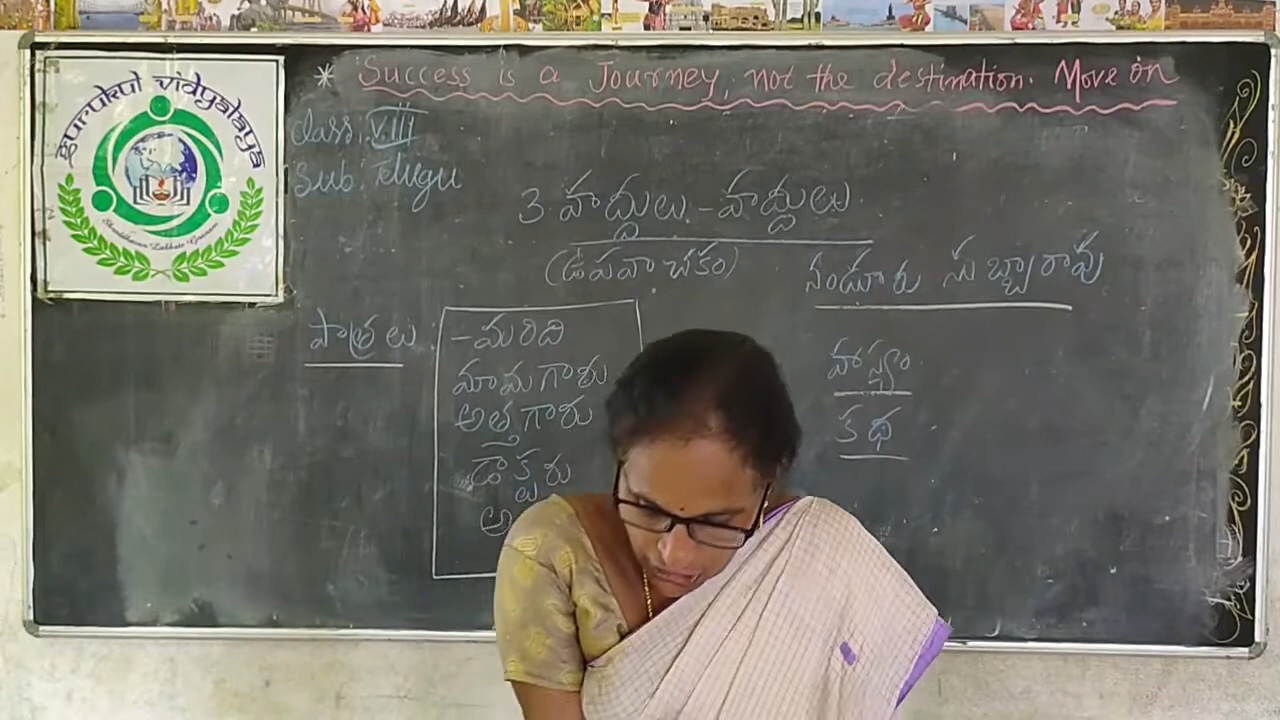 gurukul vidyalaya
* Success is a Journey, not the destination. Move on
Class: VIII
Sub: Telugu
3. హద్దులు - పద్దులు
(ఉపవాచకం)
నండూరు సుబ్బారావు
పాత్రలు
- మరిది
మామగారు
అత్తగారు
డాక్టరు
హాస్యం
కథ